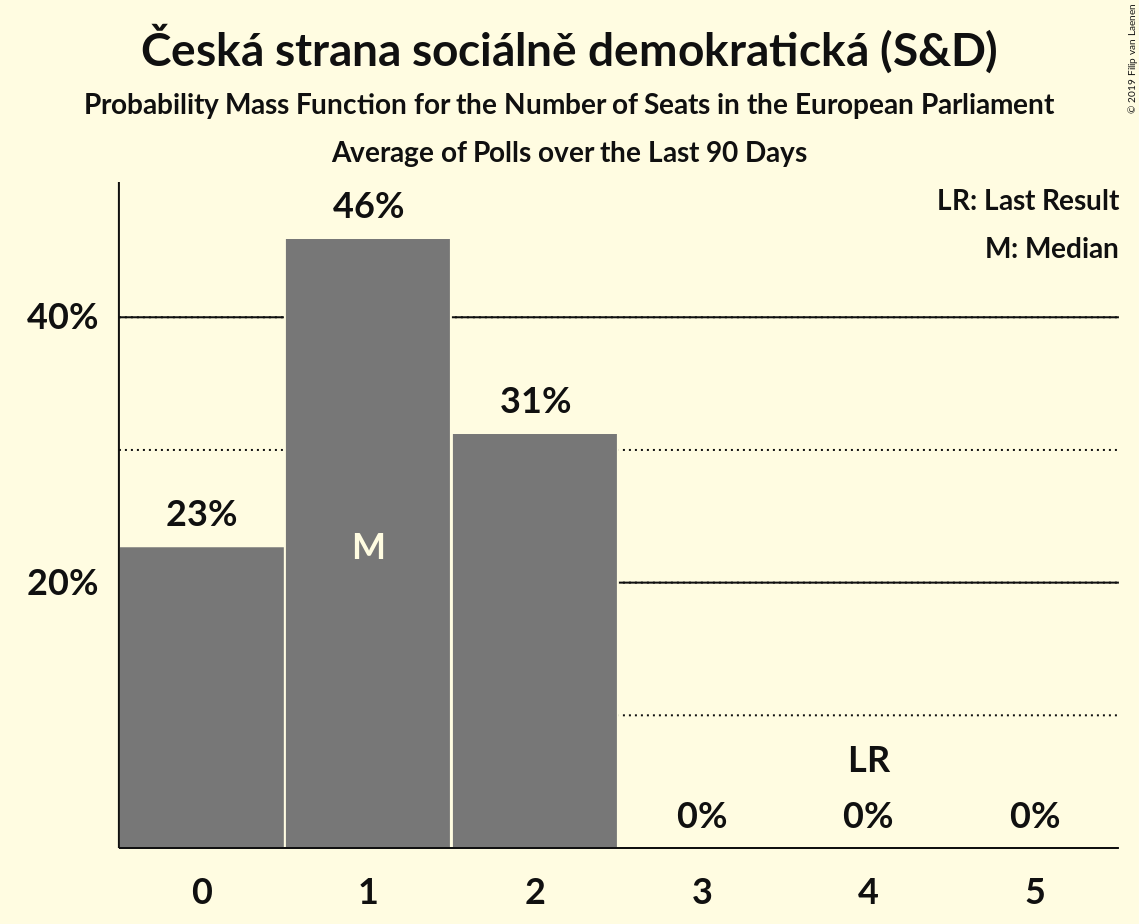 Česká strana sociálně demokratická (S&D)
Probability Mass Function for the Number of Seats in the European Parliament
Average of Polls over the Last 90 Days
© 2019 Filip van Laenen
LR: Last Result
M: Median
46%
40%
31%
23%
M
20%
LR
0% 0% 0%
0 1 2 3 4 5